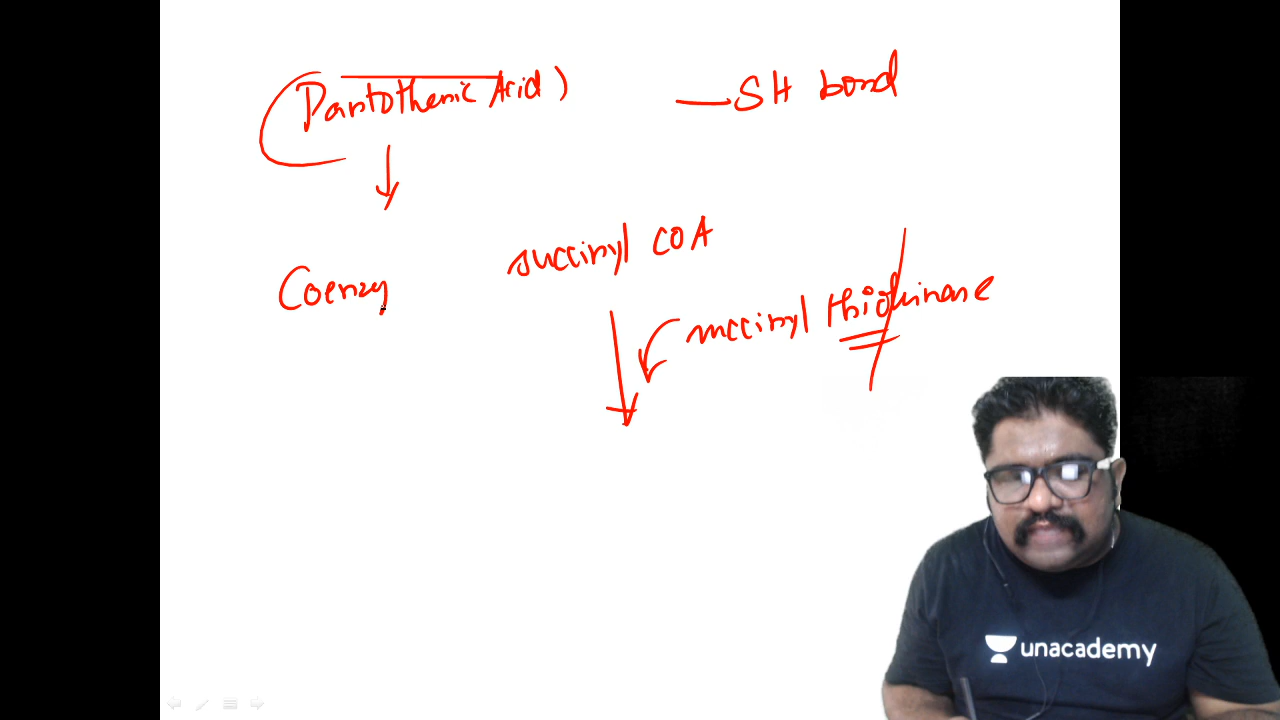 (Pantothenic Acid)
SH bond
succinyl COA
Coenzy
succinyl thiokinase
unacademy